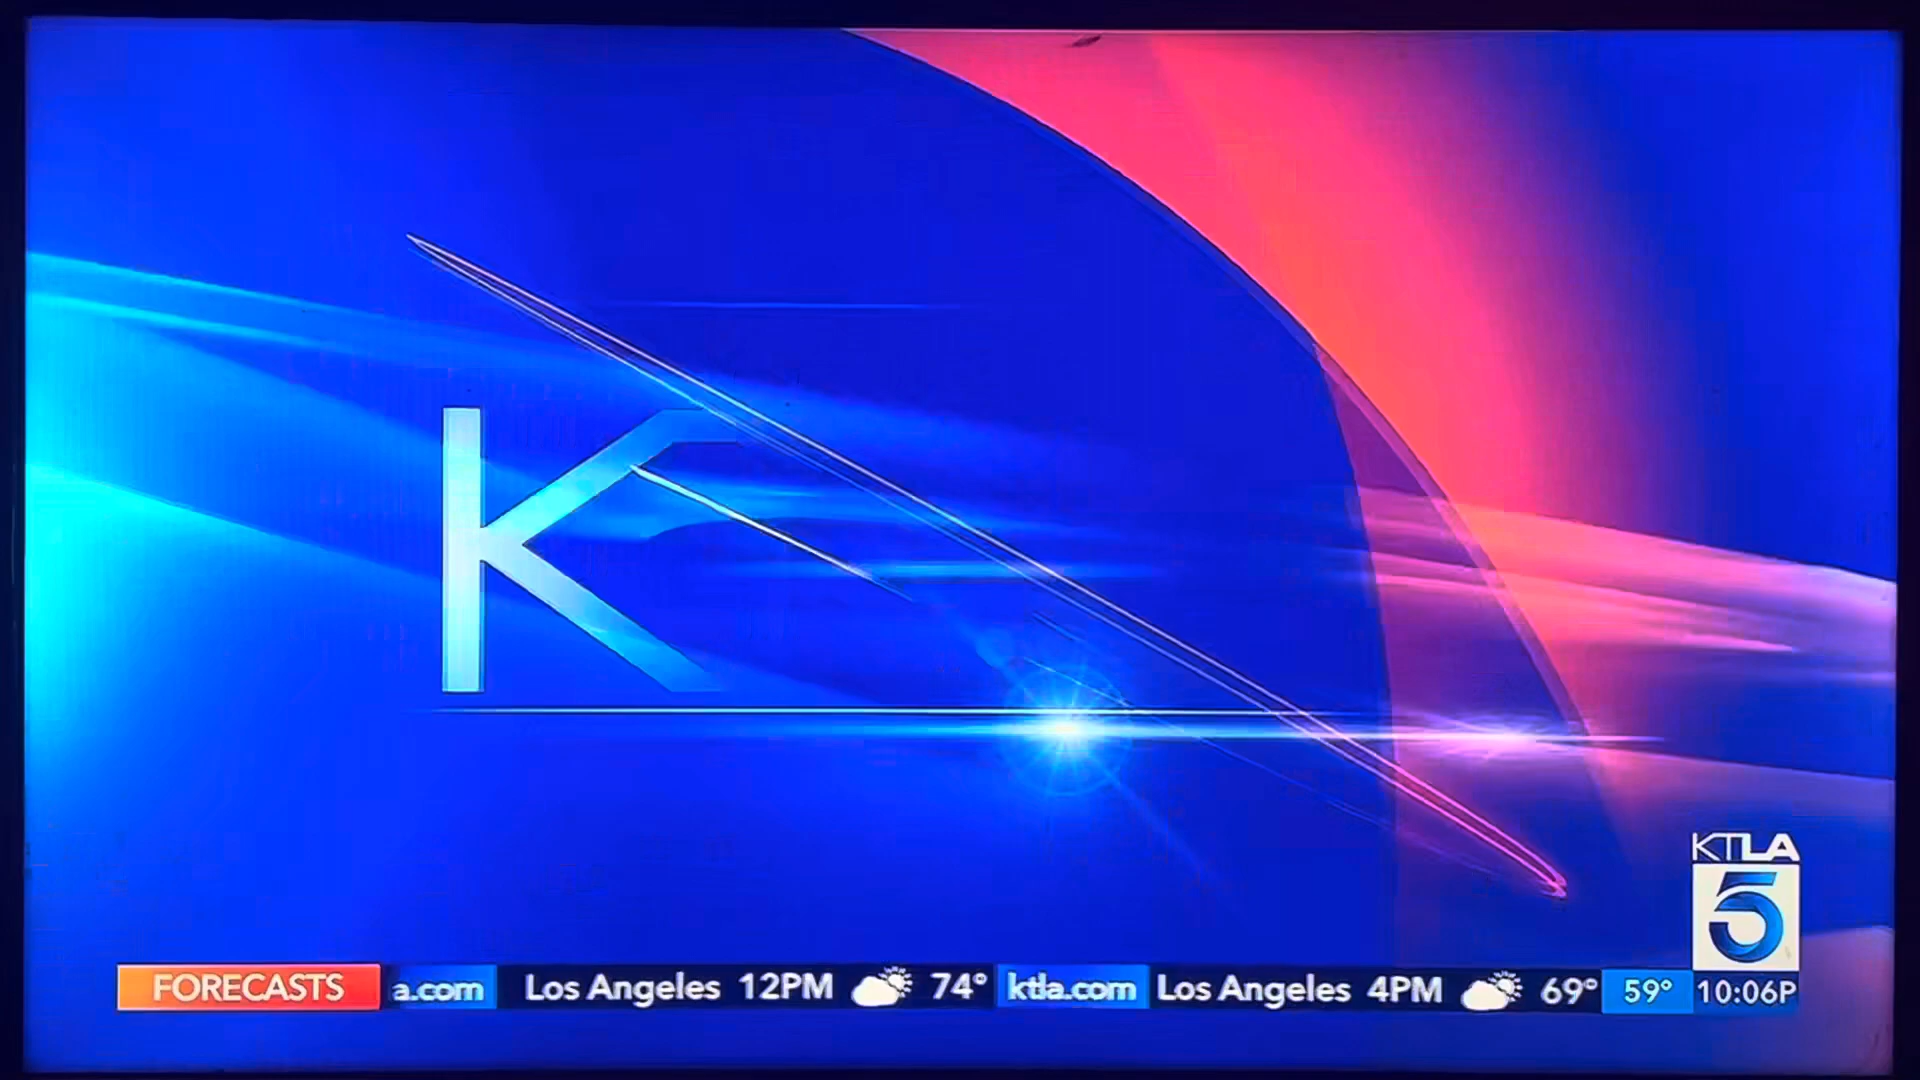 K
KTLA
5
FORECASTS a.com Los Angeles 12PM 74° ktla.com Los Angeles 4PM 69° 59° 10:06P